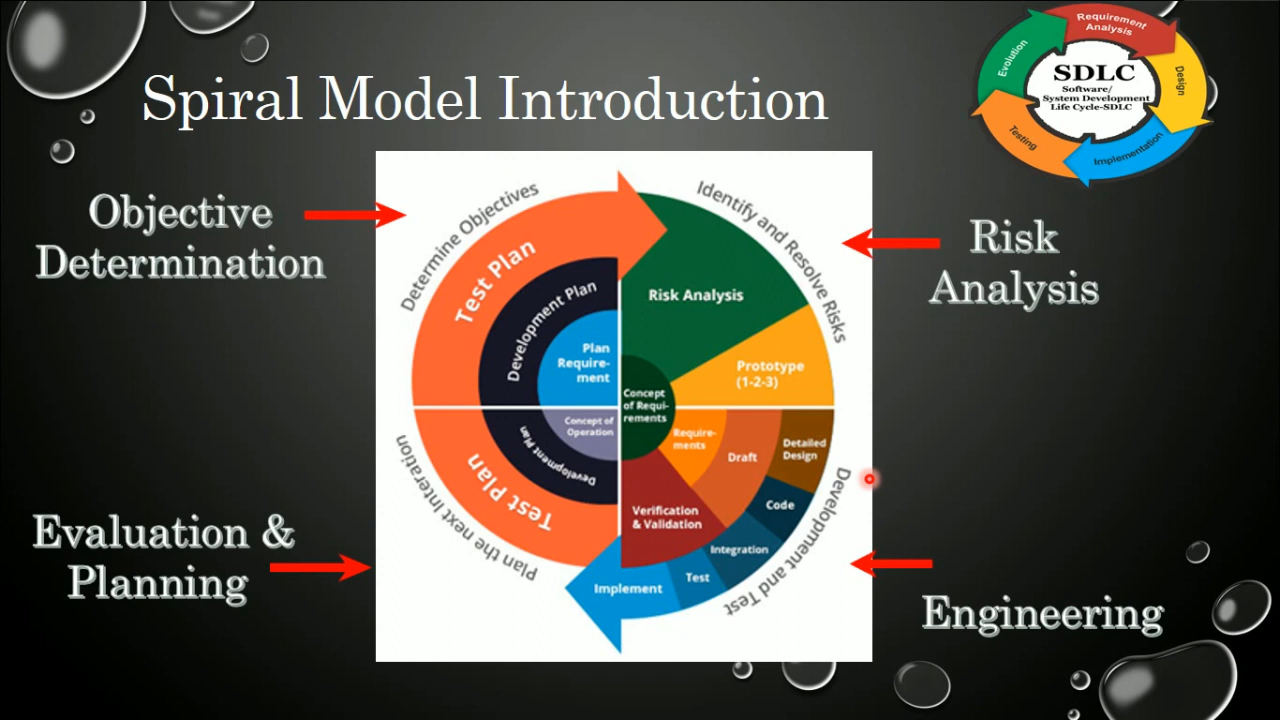 Spiral Model Introduction
Requirement
Analysis
Design
Implementation
Testing
Evolution
SDLC
Software/
System Development
Life Cycle-SDLC
Objective
Determination
Risk
Analysis
Evaluation &
Planning
Engineering
Determine Objectives
Identify and Resolve Risks
Development and Test
Plan the next Interation
Test Plan
Development Plan
Plan
Require-
ment
Risk Analysis
Prototype
(1-2-3)
Concept
of Requi-
rements
Concept of
Operation
Development Plan
Test Plan
Require-
ments
Draft
Detailed
Design
Code
Integration
Test
Implement
Verification
& Validation